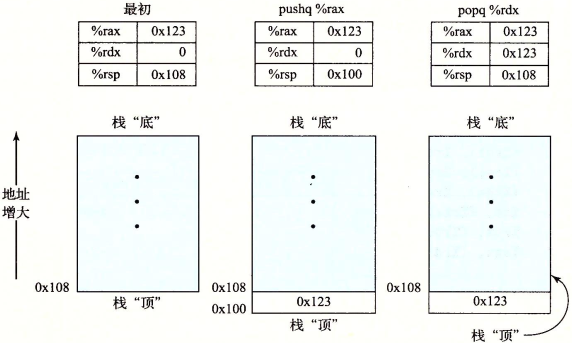 最初
%rax 0x123
%rdx 0
%rsp 0x108
栈“底”
地址
增大
0x108
栈“顶”
pushq %rax
%rax 0x123
%rdx 0
%rsp 0x100
栈“底”
0x108
0x100
0x123
栈“顶”
popq %rdx
%rax 0x123
%rdx 0x123
%rsp 0x108
栈“底”
0x108
0x123
栈“顶”